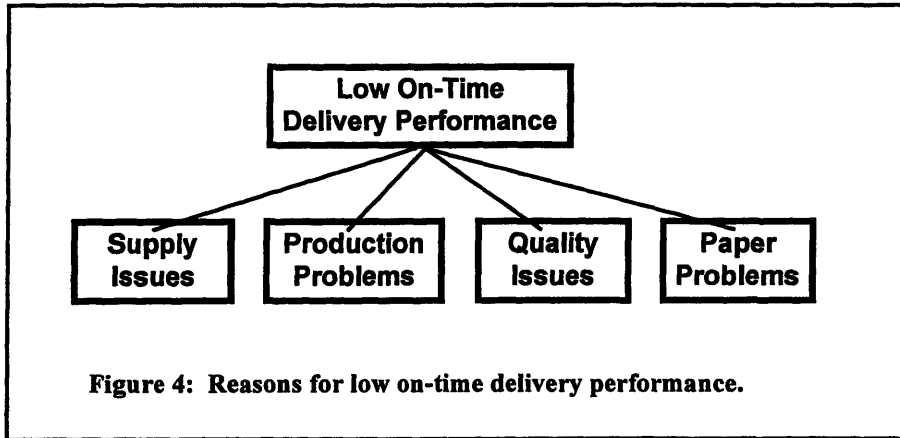 Low On-Time
Delivery Performance
Supply
Issues
Production
Problems
Quality
Issues
Paper
Problems
Figure 4: Reasons for low on-time delivery performance.